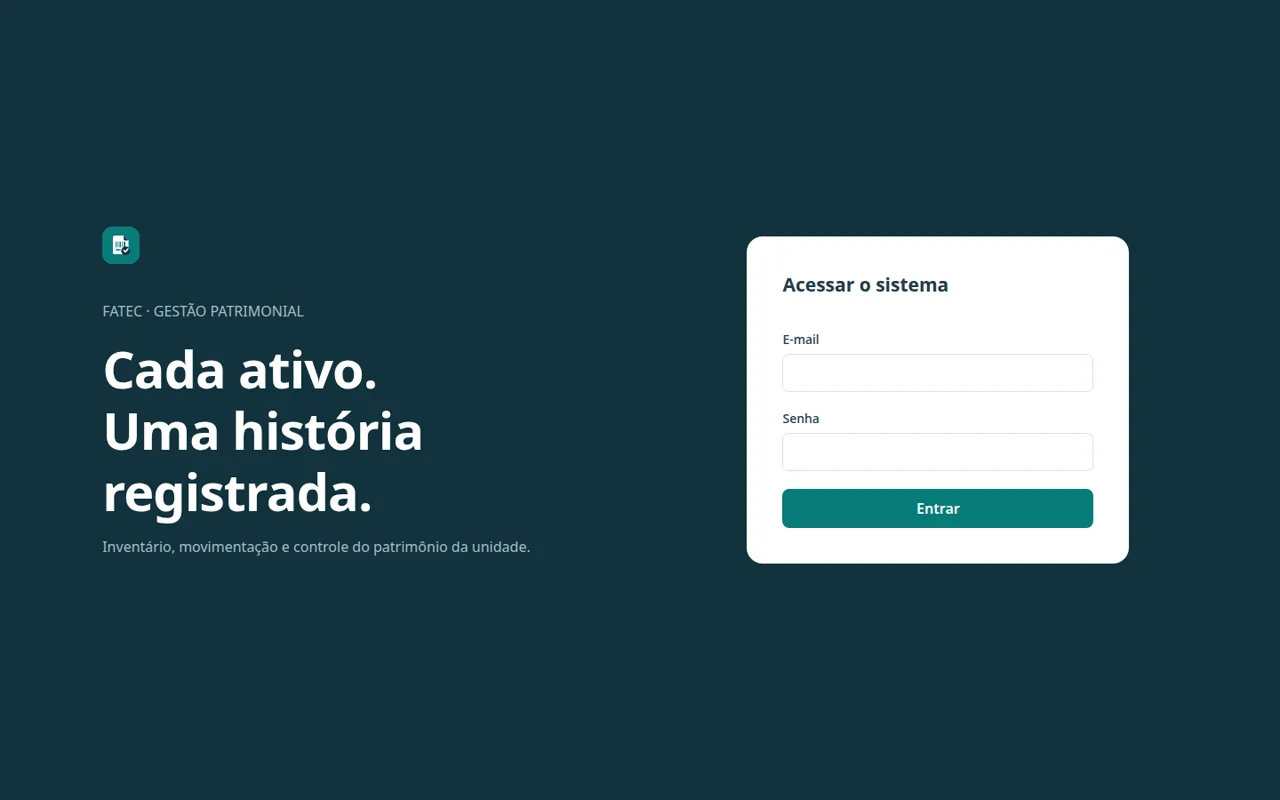 FATEC · GESTÃO PATRIMONIAL
Cada ativo.
Uma história
registrada.
Inventário, movimentação e controle do patrimônio da unidade.
Acessar o sistema
E-mail
Senha
Entrar